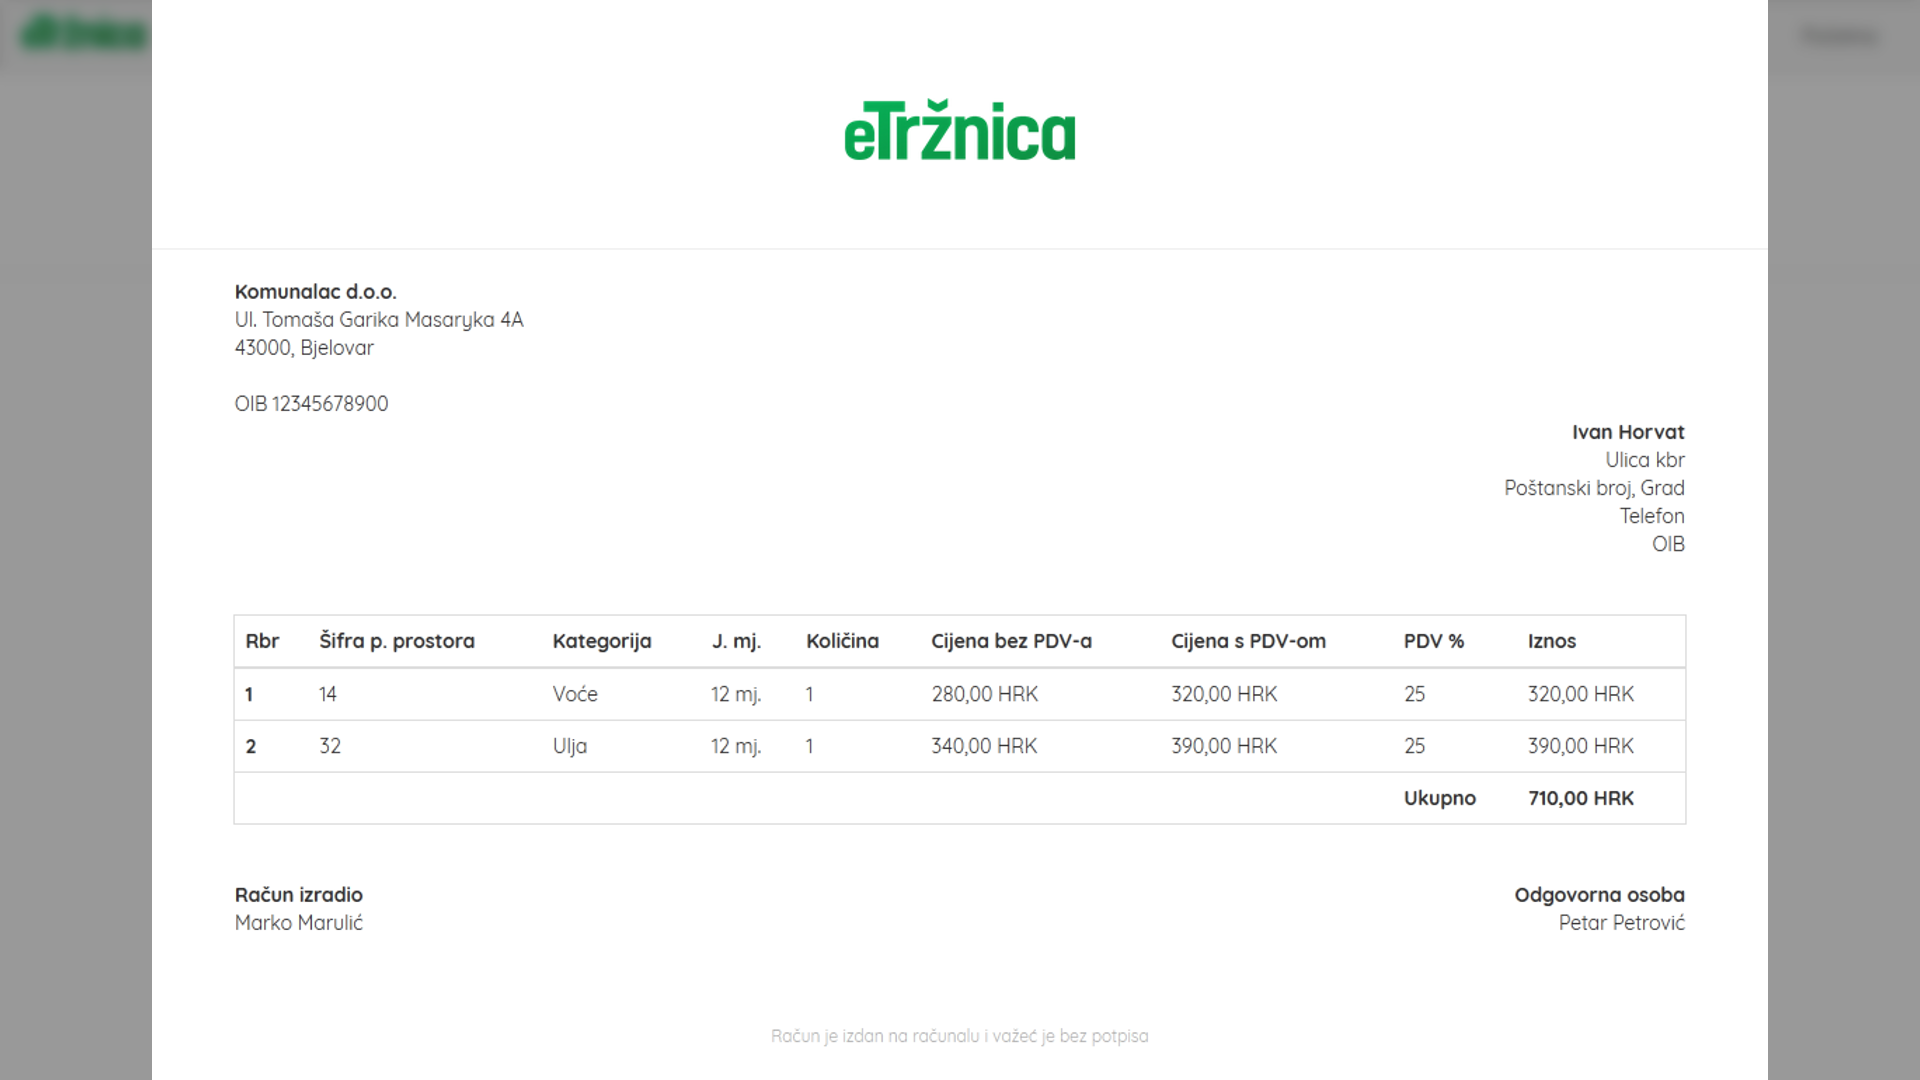 eTržnica
Komunalac d.o.o.
Ul. Tomaša Garika Masaryka 4A
43000, Bjelovar
OIB 12345678900
Ivan Horvat
Ulica kbr
Poštanski broj, Grad
Telefon
OIB
Rbr Šifra p. prostora Kategorija J. mj. Količina Cijena bez PDV-a Cijena s PDV-om PDV % Iznos
1 14 Voće 12 mj. 1 280,00 HRK 320,00 HRK 25 320,00 HRK
2 32 Ulja 12 mj. 1 340,00 HRK 390,00 HRK 25 390,00 HRK
Ukupno 710,00 HRK
Račun izradio
Marko Marulić
Odgovorna osoba
Petar Petrović
Račun je izdan na računalu i važeć je bez potpisa